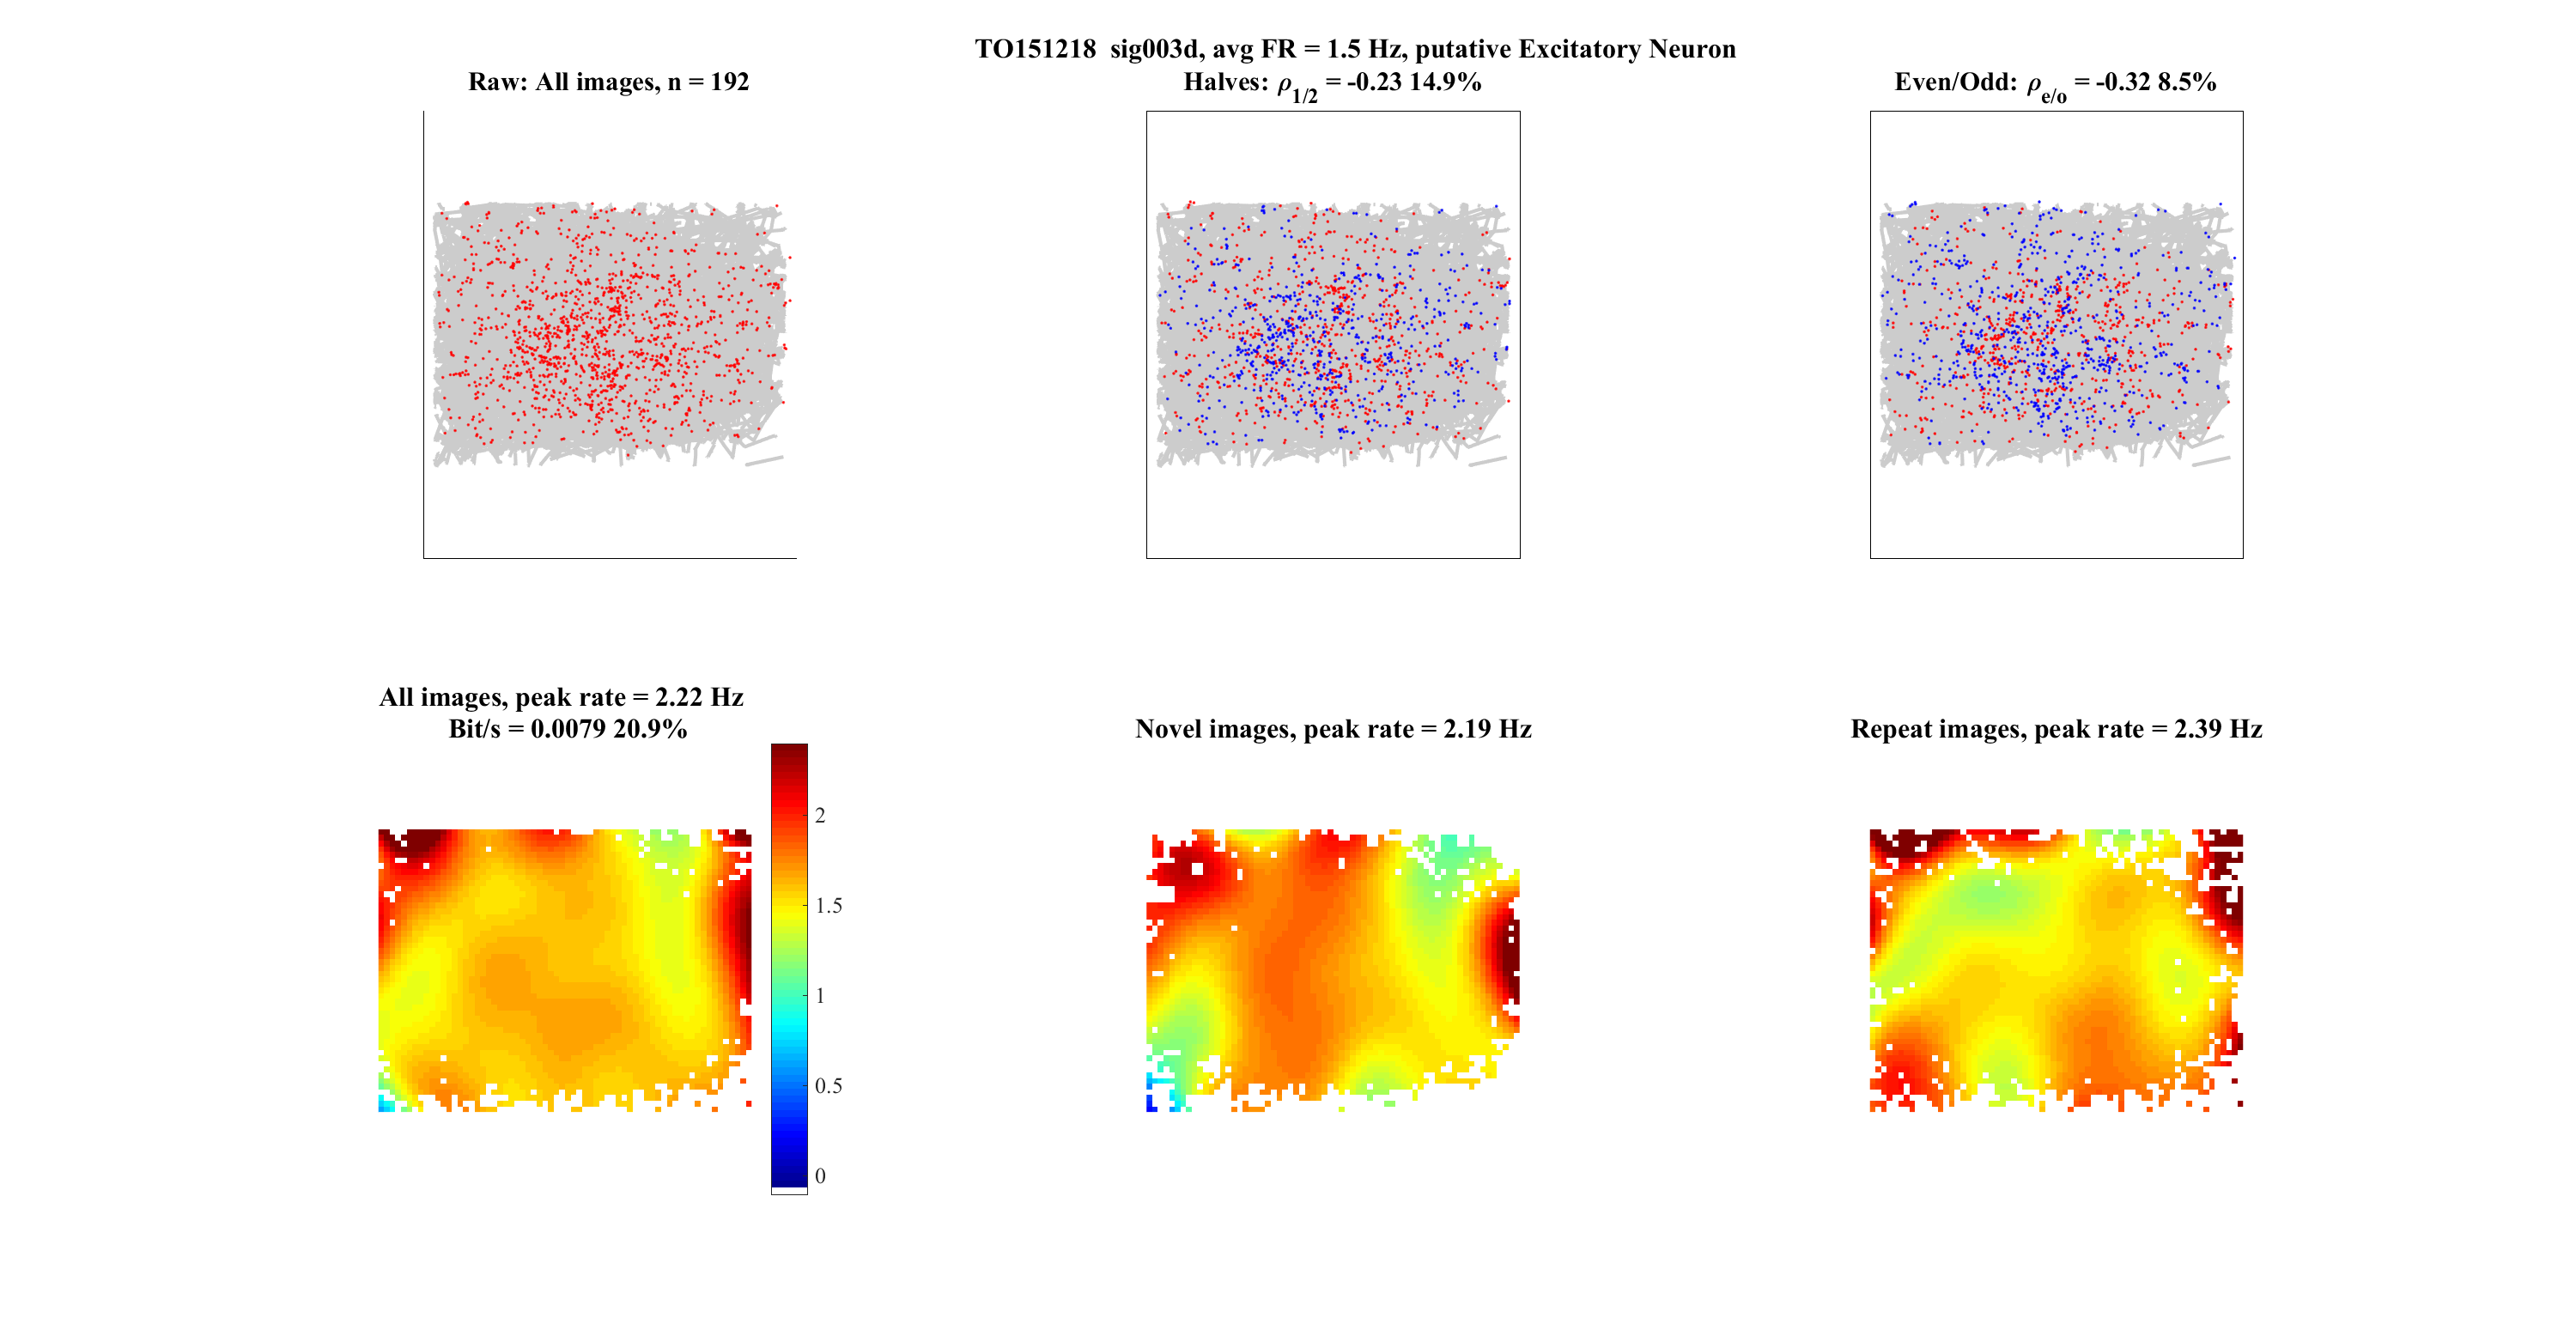 TO151218 sig003d, avg FR = 1.5 Hz, putative Excitatory Neuron
Raw: All images, n = 192
Halves: ρ1/2 = -0.23 14.9%
Even/Odd: ρe/o = -0.32 8.5%
All images, peak rate = 2.22 Hz
Bit/s = 0.0079 20.9%
Novel images, peak rate = 2.19 Hz
Repeat images, peak rate = 2.39 Hz
2
1.5
1
0.5
0